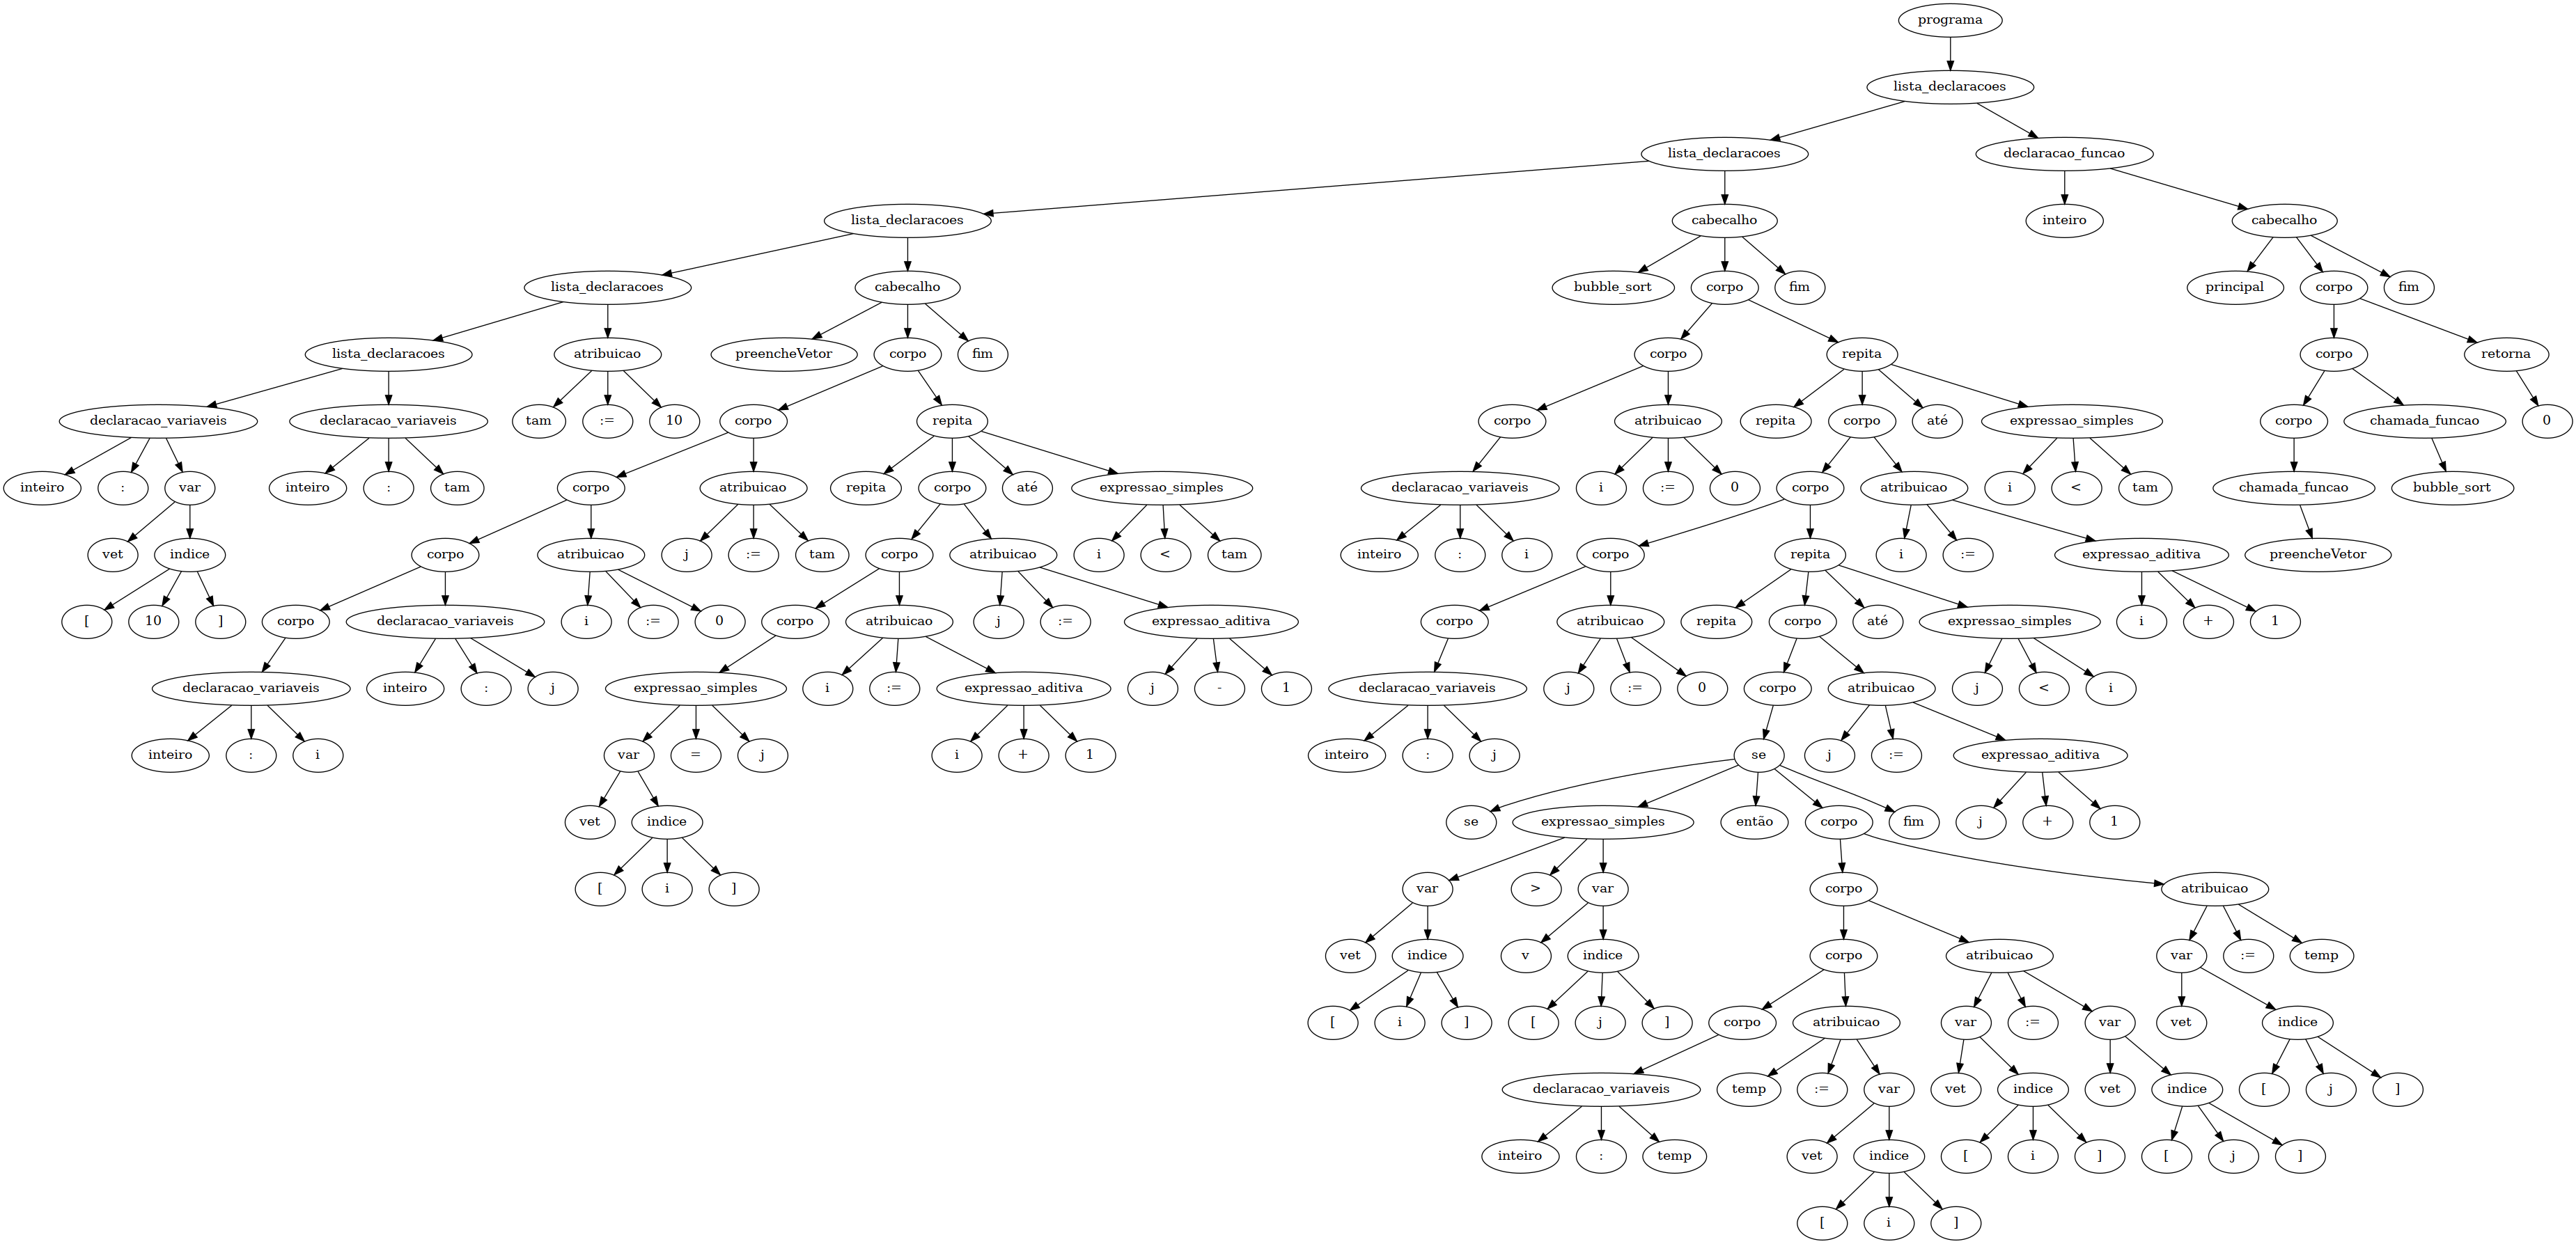 programa
lista_declaracoes
lista_declaracoes declaracao_funcao
lista_declaracoes cabecalho inteiro cabecalho
lista_declaracoes cabecalho bubble_sort corpo fim principal corpo fim
lista_declaracoes atribuicao preencheVetor corpo fim corpo repita corpo retorna
declaracao_variaveis declaracao_variaveis tam := 10 corpo repita corpo atribuicao repita corpo até expressao_simples corpo chamada_funcao 0
inteiro : var inteiro : tam corpo atribuicao repita corpo até expressao_simples declaracao_variaveis i := 0 corpo atribuicao i < tam chamada_funcao bubble_sort
vet indice corpo atribuicao j := tam corpo atribuicao i < tam inteiro : i corpo repita i := expressao_aditiva preencheVetor
[ 10 ] corpo declaracao_variaveis i := 0 corpo atribuicao j := expressao_aditiva corpo atribuicao repita corpo até expressao_simples i + 1
declaracao_variaveis inteiro : j expressao_simples i := expressao_aditiva j - 1 declaracao_variaveis j := 0 corpo atribuicao j < i
inteiro : i var = j i + 1 inteiro : j se j := expressao_aditiva
vet indice se expressao_simples então corpo fim j + 1
[ i ] var > var corpo atribuicao
vet indice v indice corpo atribuicao var := temp
[ i ] [ j ] corpo atribuicao var := var vet indice
declaracao_variaveis temp := var vet indice vet indice [ j ]
inteiro : temp vet indice [ i ] [ j ]
[ i ]